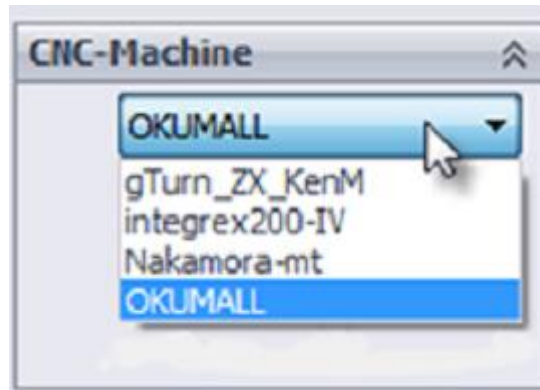 CNC-Machine
OKUMALL
gTurn_ZX_KenM
integrex200-IV
Nakamora-mt
OKUMALL